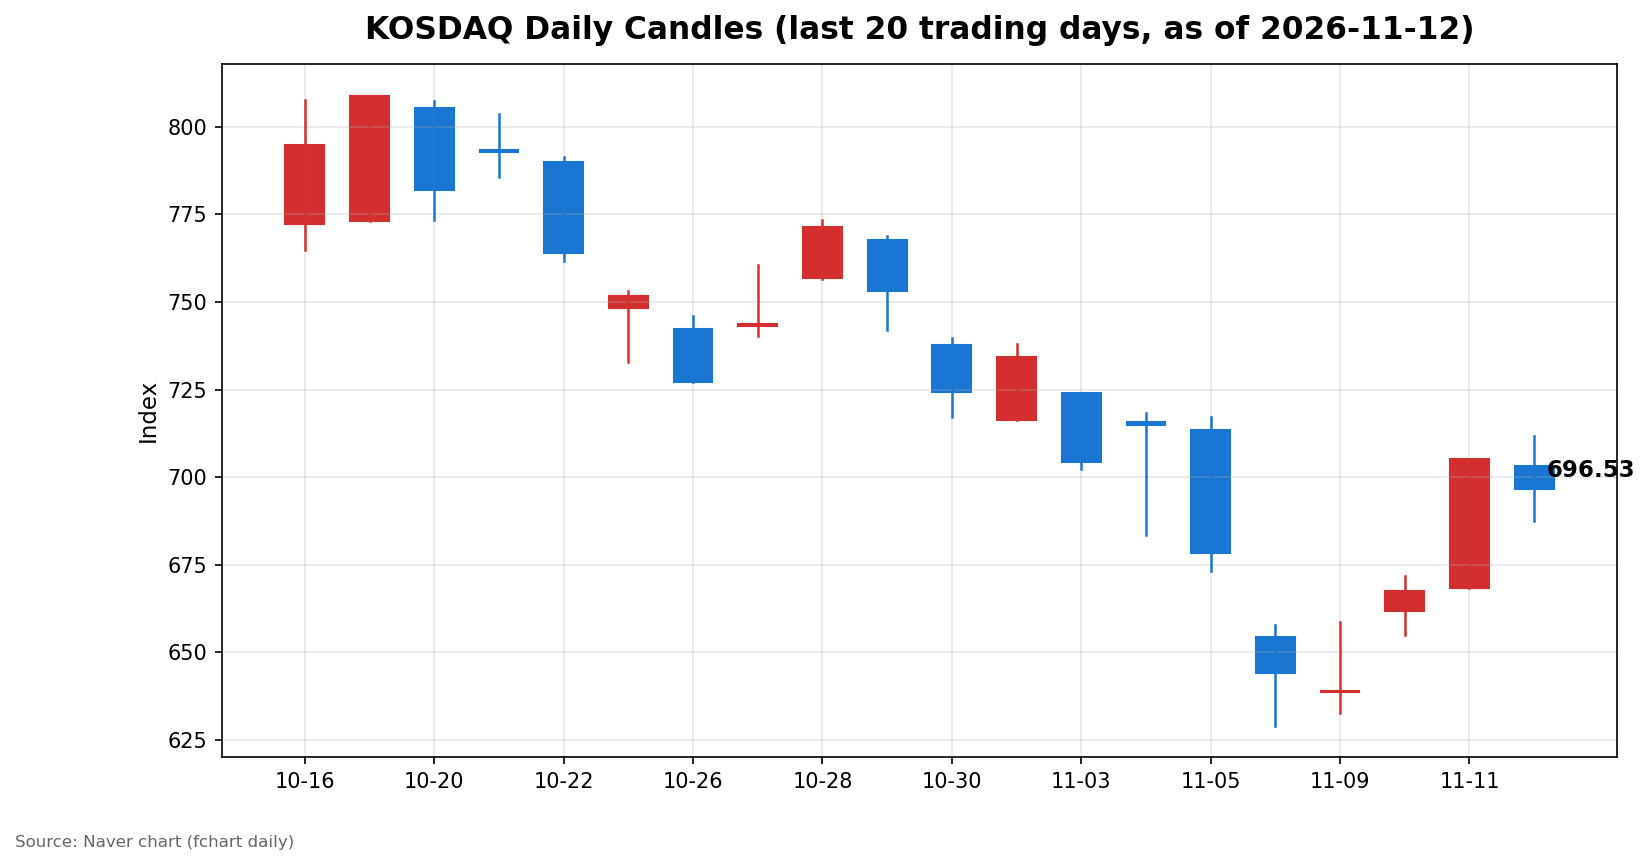 KOSDAQ Daily Candles (last 20 trading days, as of 2026-11-12)
800
775
750
725
700
675
650
625
Index
696.53
10-16 10-20 10-22 10-26 10-28 10-30 11-03 11-05 11-09 11-11
Source: Naver chart (fchart daily)